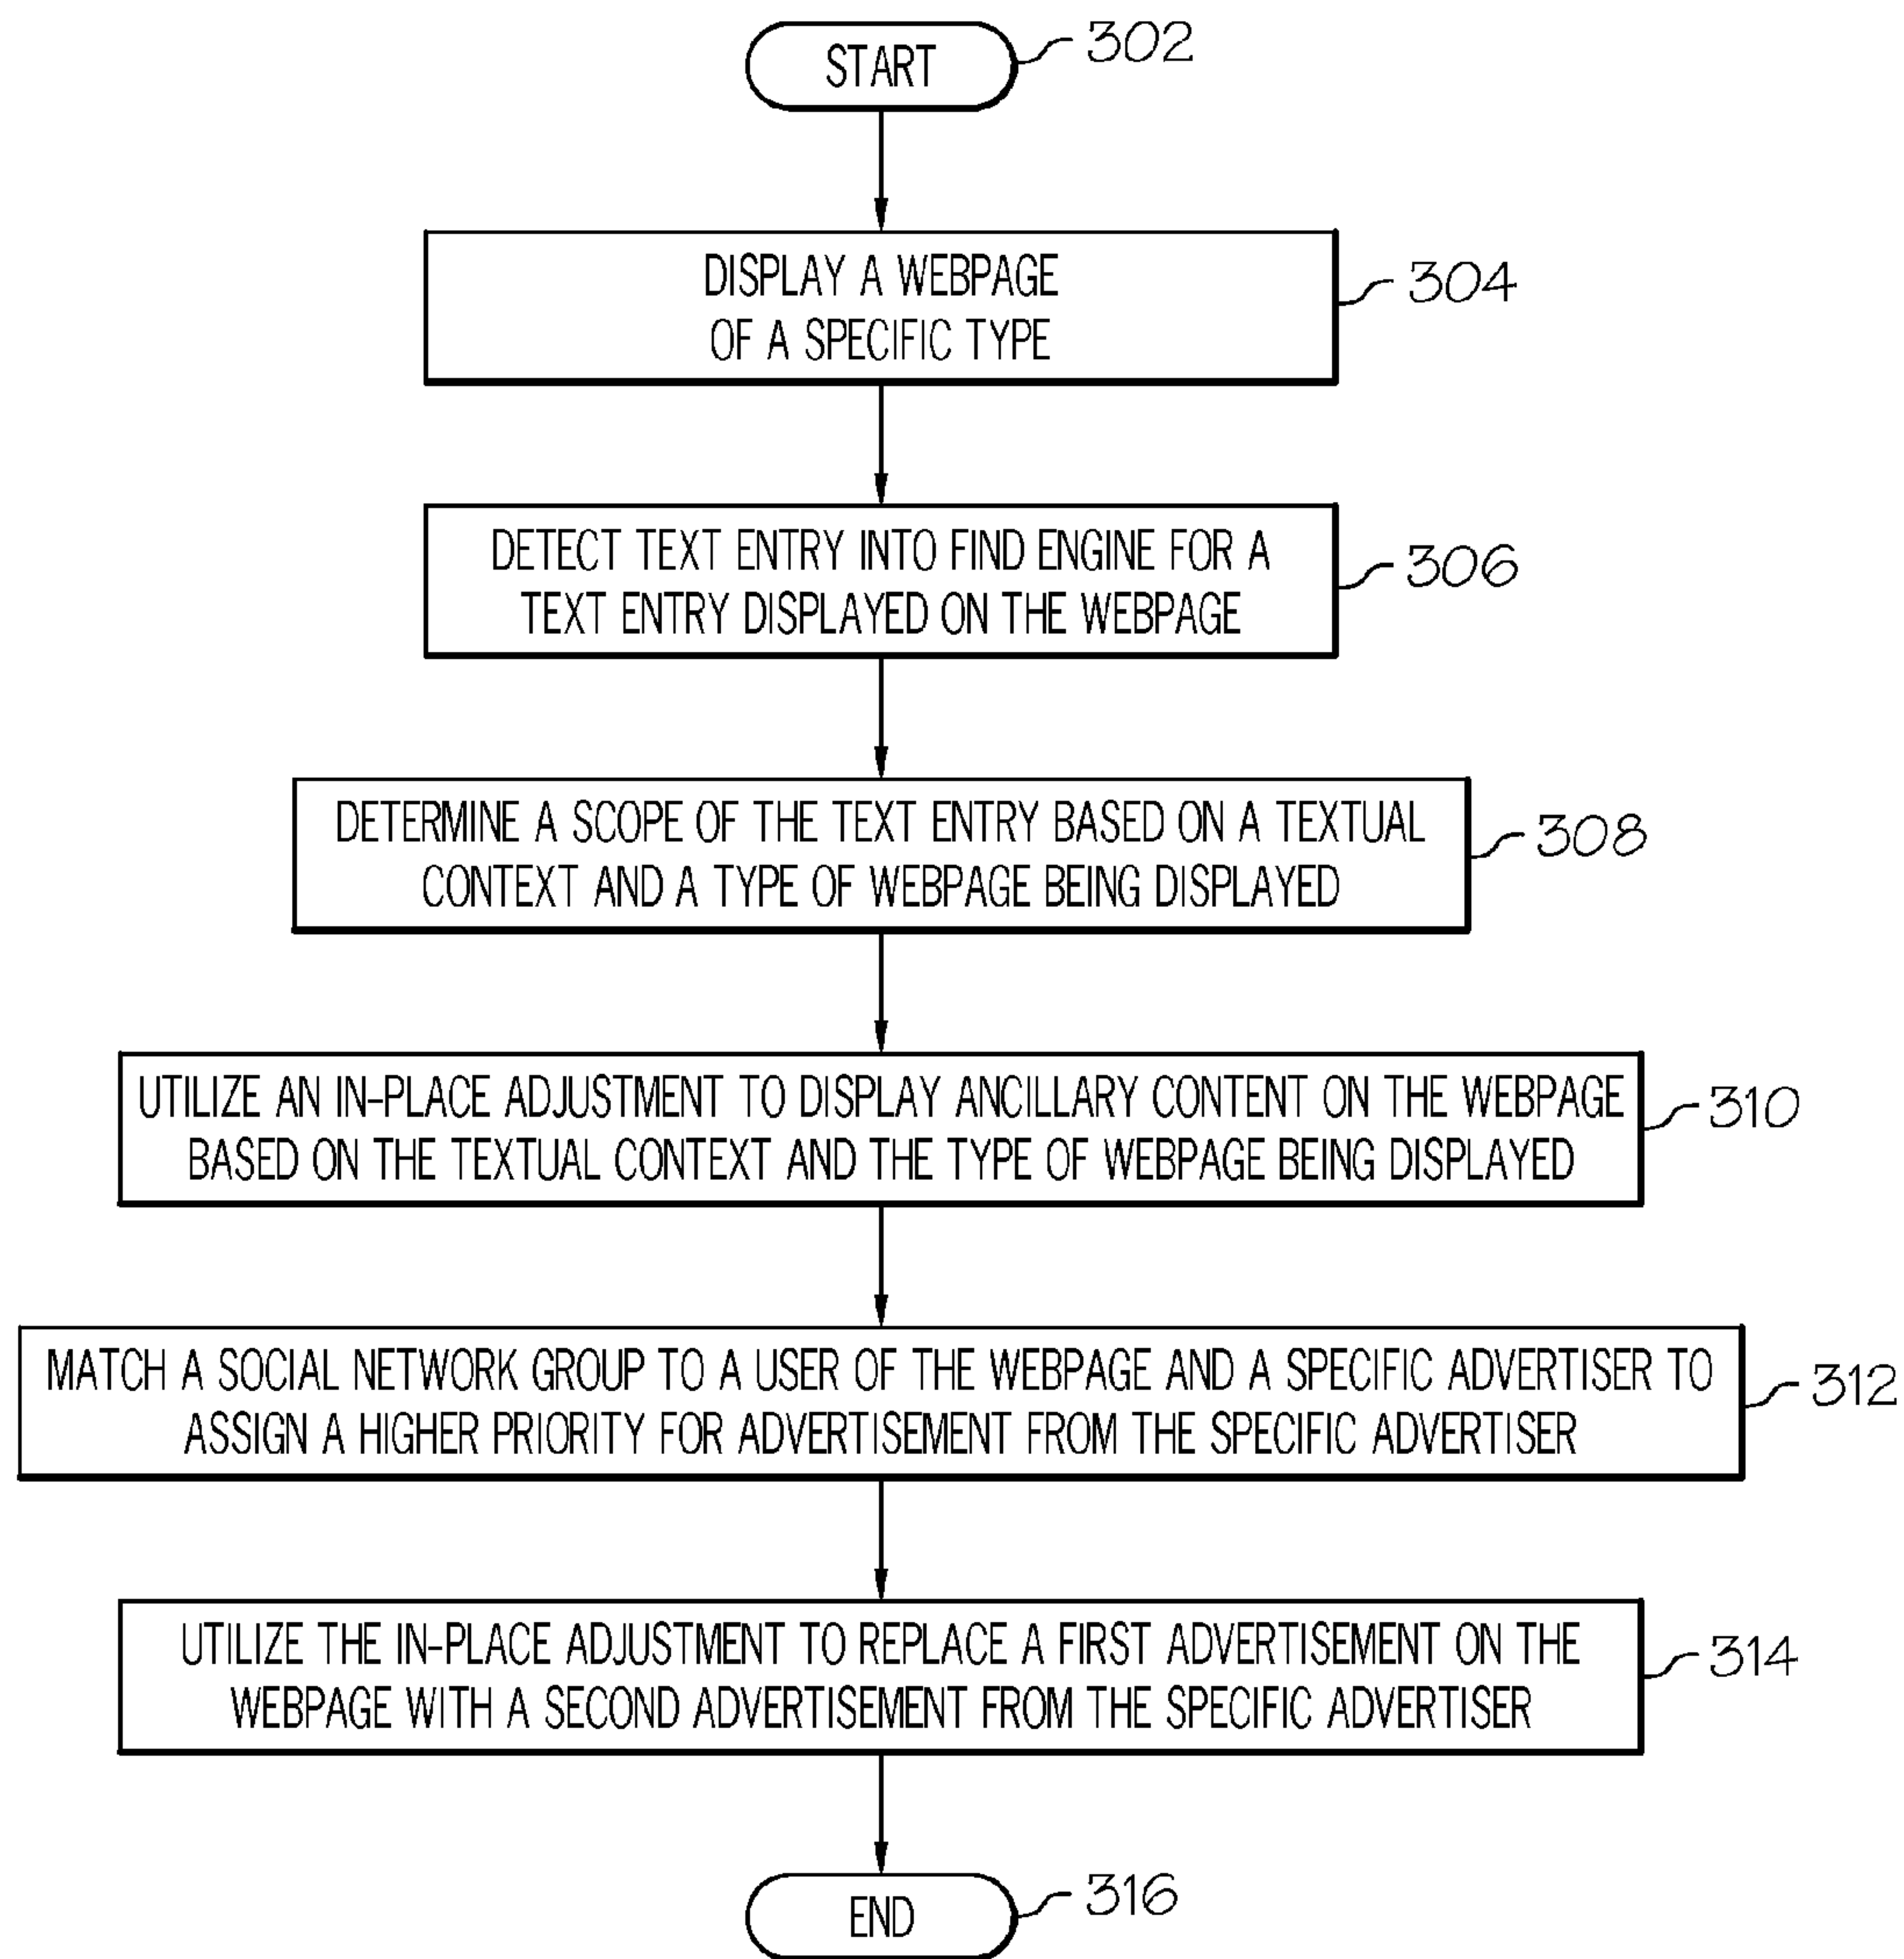 START
302
DISPLAY A WEBPAGE
OF A SPECIFIC TYPE
304
DETECT TEXT ENTRY INTO FIND ENGINE FOR A
TEXT ENTRY DISPLAYED ON THE WEBPAGE
306
DETERMINE A SCOPE OF THE TEXT ENTRY BASED ON A TEXTUAL
CONTEXT AND A TYPE OF WEBPAGE BEING DISPLAYED
308
UTILIZE AN IN-PLACE ADJUSTMENT TO DISPLAY ANCILLARY CONTENT ON THE WEBPAGE
BASED ON THE TEXTUAL CONTEXT AND THE TYPE OF WEBPAGE BEING DISPLAYED
310
MATCH A SOCIAL NETWORK GROUP TO A USER OF THE WEBPAGE AND A SPECIFIC ADVERTISER TO
ASSIGN A HIGHER PRIORITY FOR ADVERTISEMENT FROM THE SPECIFIC ADVERTISER
312
UTILIZE THE IN-PLACE ADJUSTMENT TO REPLACE A FIRST ADVERTISEMENT ON THE
WEBPAGE WITH A SECOND ADVERTISEMENT FROM THE SPECIFIC ADVERTISER
314
END
316